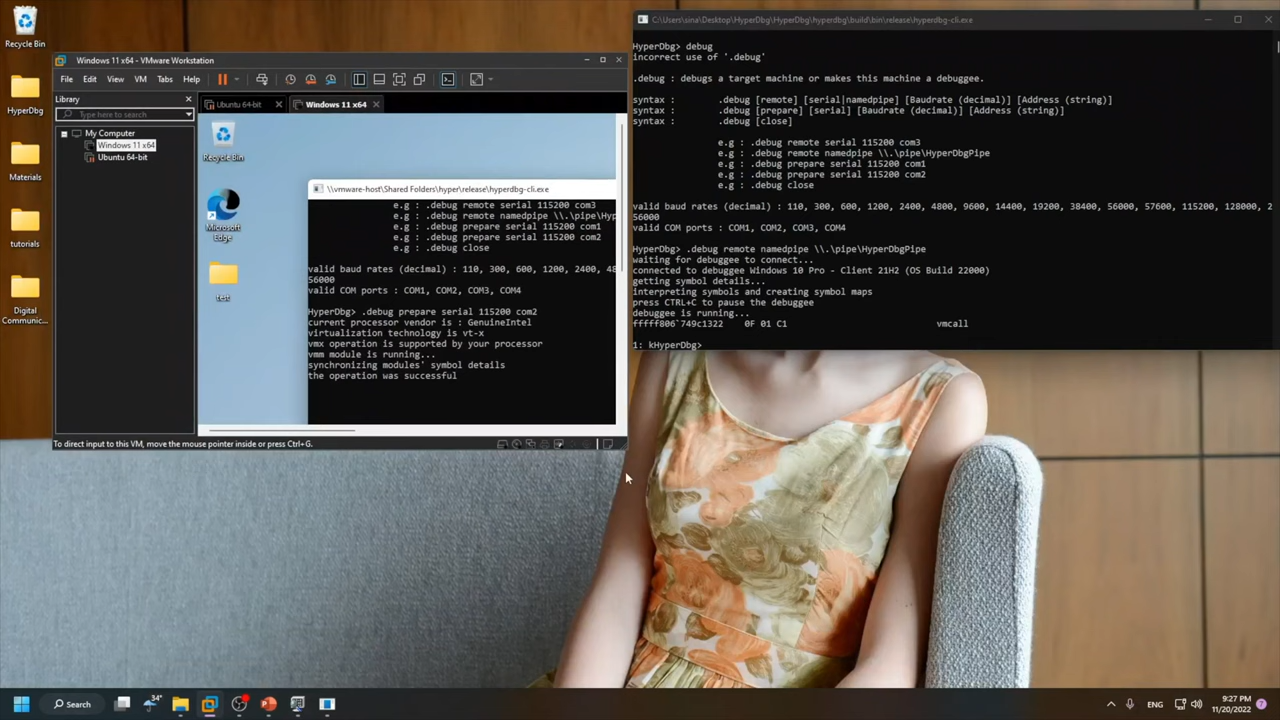 Recycle Bin
HyperDbg
Materials
tutorials
Digital
Communic...
Windows 11 x64 - VMware Workstation
File Edit View VM Tabs Help
Library
Type here to search
My Computer
Windows 11 x64
Ubuntu 64-bit
Ubuntu 64-bit
Windows 11 x64
Recycle Bin
Microsoft
Edge
test
\\vmware-host\Shared Folders\hyper\release\hyperdbg-cli.exe
e.g : .debug remote serial 115200 com3
e.g : .debug remote namedpipe \\.\pipe\Hyp
e.g : .debug prepare serial 115200 com1
e.g : .debug prepare serial 115200 com2
e.g : .debug close
valid baud rates (decimal) : 110, 300, 600, 1200, 2400, 48
56000
valid COM ports : COM1, COM2, COM3, COM4
HyperDbg> .debug prepare serial 115200 com2
current processor vendor is : GenuineIntel
virtualization technology is vt-x
vmx operation is supported by your processor
vmm module is running...
synchronizing modules' symbol details
the operation was successful
To direct input to this VM, move the mouse pointer inside or press Ctrl+G.
C:\Users\sina\Desktop\HyperDbg\HyperDbg\hyperdbg\build\bin\release\hyperdbg-cli.exe
HyperDbg> debug
incorrect use of '.debug'
.debug : debugs a target machine or makes this machine a debuggee.
syntax : .debug [remote] [serial|namedpipe] [Baudrate (decimal)] [Address (string)]
syntax : .debug [prepare] [serial] [Baudrate (decimal)] [Address (string)]
syntax : .debug [close]
e.g : .debug remote serial 115200 com3
e.g : .debug remote namedpipe \\.\pipe\HyperDbgPipe
e.g : .debug prepare serial 115200 com1
e.g : .debug prepare serial 115200 com2
e.g : .debug close
valid baud rates (decimal) : 110, 300, 600, 1200, 2400, 4800, 9600, 14400, 19200, 38400, 56000, 57600, 115200, 128000, 2
56000
valid COM ports : COM1, COM2, COM3, COM4
HyperDbg> .debug remote namedpipe \\.\pipe\HyperDbgPipe
waiting for debuggee to connect...
connected to debuggee Windows 10 Pro - Client 21H2 (OS Build 22000)
getting symbol details...
interpreting symbols and creating symbol maps
press CTRL+C to pause the debuggee
debuggee is running...
fffff806`749c1322 0F 01 C1 vmcall
1: kHyperDbg>
Search
34°
ENG
9:27 PM
11/20/2022
7